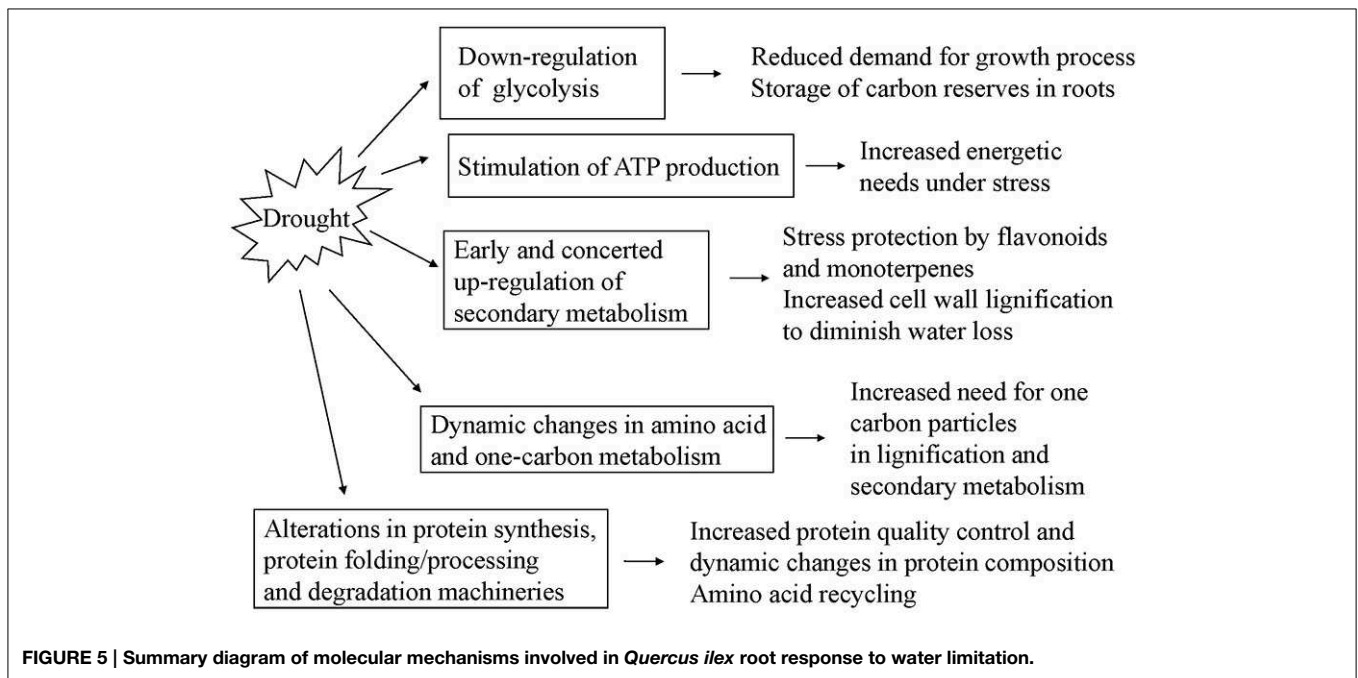 Down-regulation
of glycolysis
Reduced demand for growth process
Storage of carbon reserves in roots
Stimulation of ATP production
Increased energetic
needs under stress
Drought
Early and concerted
up-regulation of
secondary metabolism
Stress protection by flavonoids
and monoterpenes
Increased cell wall lignification
to diminish water loss
Dynamic changes in amino acid
and one-carbon metabolism
Increased need for one
carbon particles
in lignification and
secondary metabolism
Alterations in protein synthesis,
protein folding/processing
and degradation machineries
Increased protein quality control and
dynamic changes in protein composition
Amino acid recycling
FIGURE 5 | Summary diagram of molecular mechanisms involved in Quercus ilex root response to water limitation.